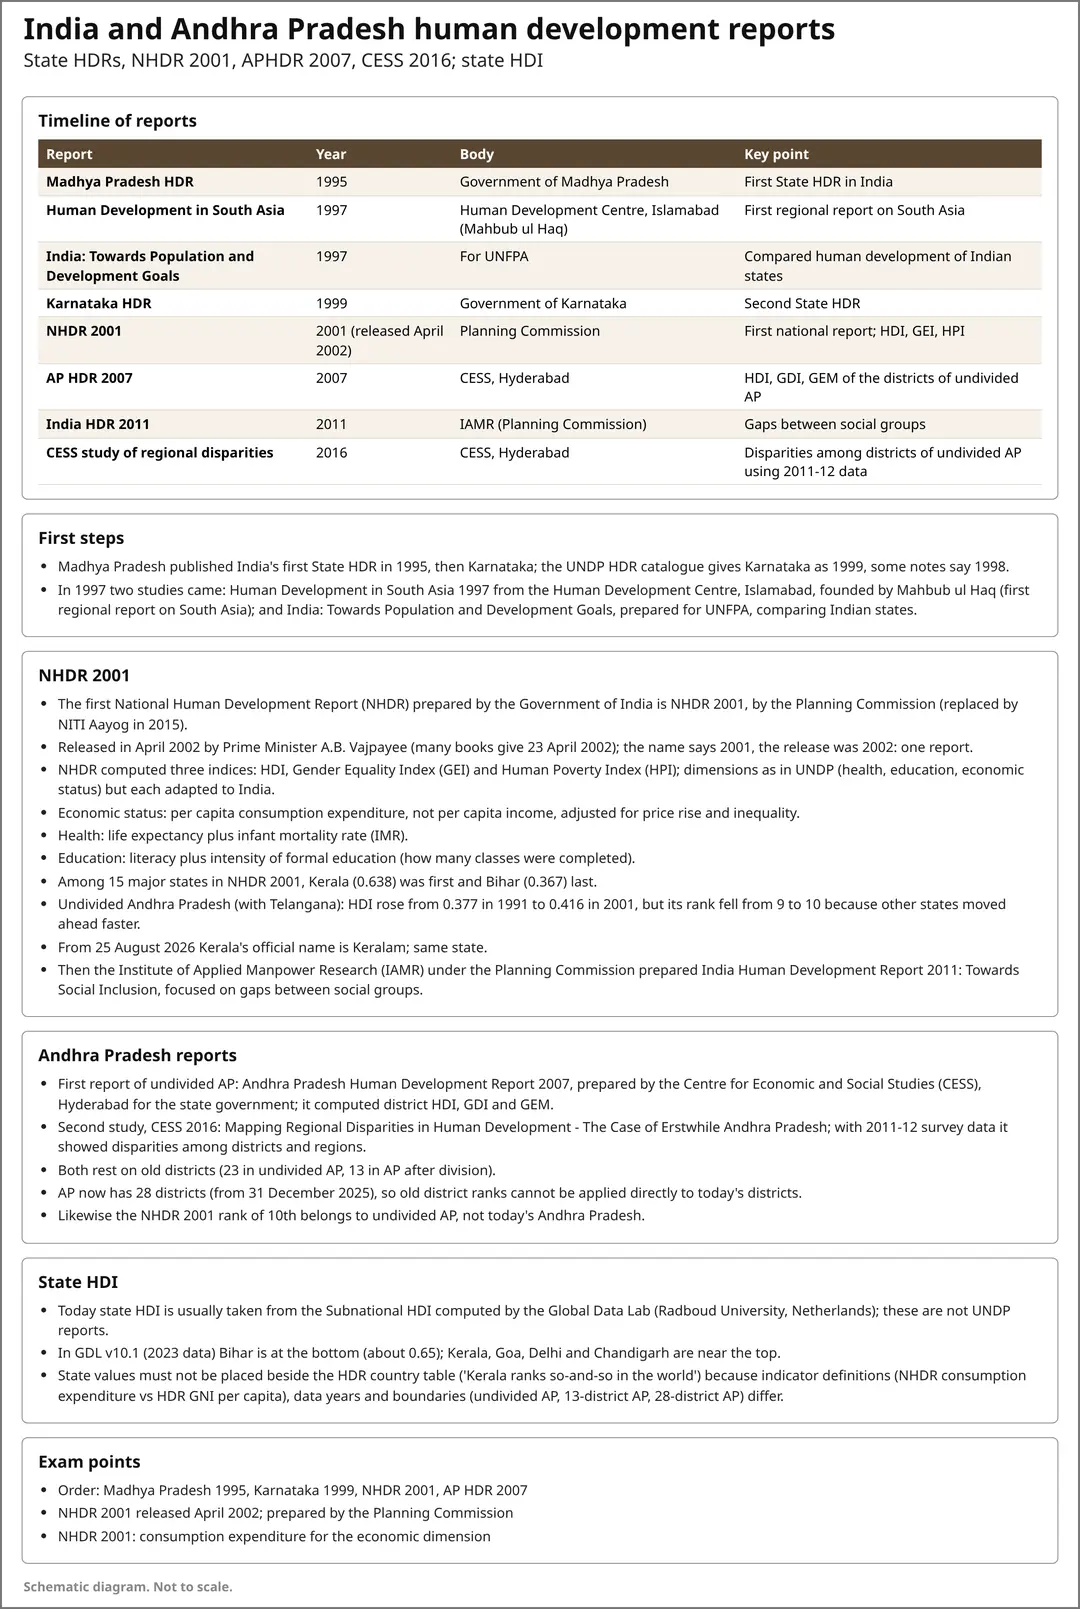 India and Andhra Pradesh human development reports
State HDRs, NHDR 2001, APHDR 2007, CESS 2016; state HDI
Timeline of reports
Report Year Body Key point
Madhya Pradesh HDR 1995 Government of Madhya Pradesh First State HDR in India
Human Development in South Asia 1997 Human Development Centre, Islamabad First regional report on South Asia
(Mahbub ul Haq)
India: Towards Population and 1997 For UNFPA Compared human development of Indian
Development Goals states
Karnataka HDR 1999 Government of Karnataka Second State HDR
NHDR 2001 2001 (released April Planning Commission First national report; HDI, GEI, HPI
2002)
AP HDR 2007 2007 CESS, Hyderabad HDI, GDI, GEM of the districts of undivided
AP
India HDR 2011 2011 IAMR (Planning Commission) Gaps between social groups
CESS study of regional disparities 2016 CESS, Hyderabad Disparities among districts of undivided AP
using 2011-12 data
First steps
• Madhya Pradesh published India's first State HDR in 1995, then Karnataka; the UNDP HDR catalogue gives Karnataka as 1999, some notes say 1998.
• In 1997 two studies came: Human Development in South Asia 1997 from the Human Development Centre, Islamabad, founded by Mahbub ul Haq (first
regional report on South Asia); and India: Towards Population and Development Goals, prepared for UNFPA, comparing Indian states.
NHDR 2001
• The first National Human Development Report (NHDR) prepared by the Government of India is NHDR 2001, by the Planning Commission (replaced by
NITI Aayog in 2015).
• Released in April 2002 by Prime Minister A.B. Vajpayee (many books give 23 April 2002); the name says 2001, the release was 2002: one report.
• NHDR computed three indices: HDI, Gender Equality Index (GEI) and Human Poverty Index (HPI); dimensions as in UNDP (health, education, economic
status) but each adapted to India.
• Economic status: per capita consumption expenditure, not per capita income, adjusted for price rise and inequality.
• Health: life expectancy plus infant mortality rate (IMR).
• Education: literacy plus intensity of formal education (how many classes were completed).
• Among 15 major states in NHDR 2001, Kerala (0.638) was first and Bihar (0.367) last.
• Undivided Andhra Pradesh (with Telangana): HDI rose from 0.377 in 1991 to 0.416 in 2001, but its rank fell from 9 to 10 because other states moved
ahead faster.
• From 25 August 2026 Kerala's official name is Keralam; same state.
• Then the Institute of Applied Manpower Research (IAMR) under the Planning Commission prepared India Human Development Report 2011: Towards
Social Inclusion, focused on gaps between social groups.
Andhra Pradesh reports
• First report of undivided AP: Andhra Pradesh Human Development Report 2007, prepared by the Centre for Economic and Social Studies (CESS),
Hyderabad for the state government; it computed district HDI, GDI and GEM.
• Second study, CESS 2016: Mapping Regional Disparities in Human Development - The Case of Erstwhile Andhra Pradesh; with 2011-12 survey data it
showed disparities among districts and regions.
• Both rest on old districts (23 in undivided AP, 13 in AP after division).
• AP now has 28 districts (from 31 December 2025), so old district ranks cannot be applied directly to today's districts.
• Likewise the NHDR 2001 rank of 10th belongs to undivided AP, not today's Andhra Pradesh.
State HDI
• Today state HDI is usually taken from the Subnational HDI computed by the Global Data Lab (Radboud University, Netherlands); these are not UNDP
reports.
• In GDL v10.1 (2023 data) Bihar is at the bottom (about 0.65); Kerala, Goa, Delhi and Chandigarh are near the top.
• State values must not be placed beside the HDR country table ('Kerala ranks so-and-so in the world') because indicator definitions (NHDR consumption
expenditure vs HDR GNI per capita), data years and boundaries (undivided AP, 13-district AP, 28-district AP) differ.
Exam points
• Order: Madhya Pradesh 1995, Karnataka 1999, NHDR 2001, AP HDR 2007
• NHDR 2001 released April 2002; prepared by the Planning Commission
• NHDR 2001: consumption expenditure for the economic dimension
Schematic diagram. Not to scale.